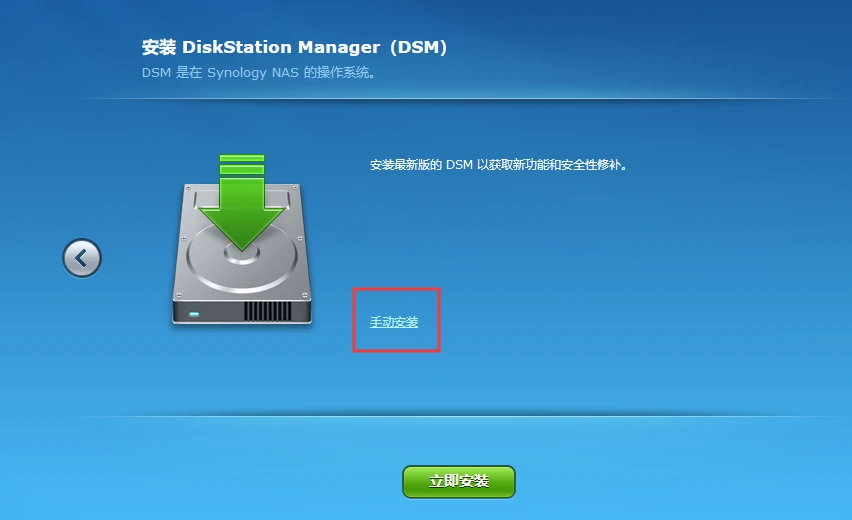 安装 DiskStation Manager（DSM）
DSM 是在 Synology NAS 的操作系统。
安装最新版的 DSM 以获取新功能和安全性修补。
手动安装
立即安装